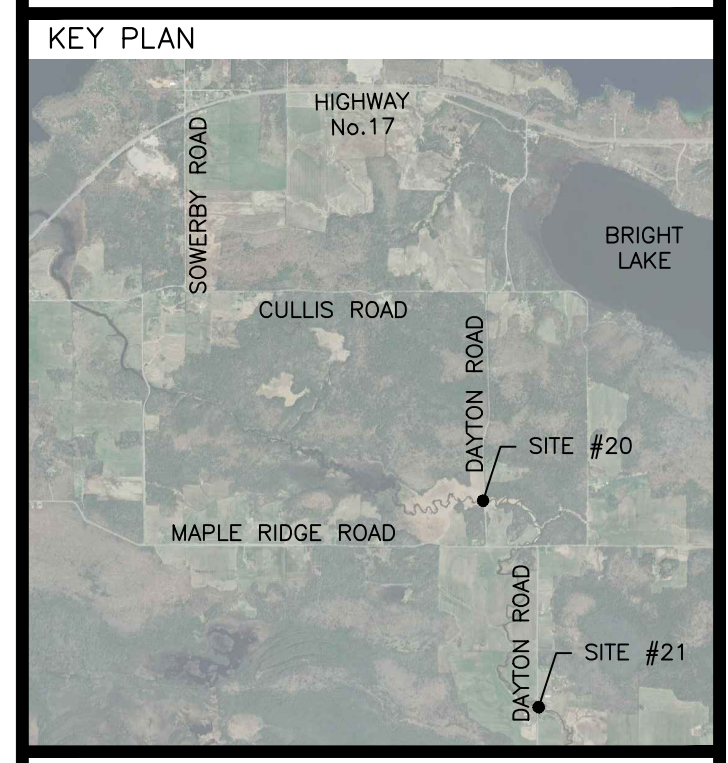 KEY PLAN
HIGHWAY
No.17
SOWERBY ROAD
BRIGHT
LAKE
CULLIS ROAD
DAYTON ROAD
SITE #20
MAPLE RIDGE ROAD
DAYTON ROAD
SITE #21